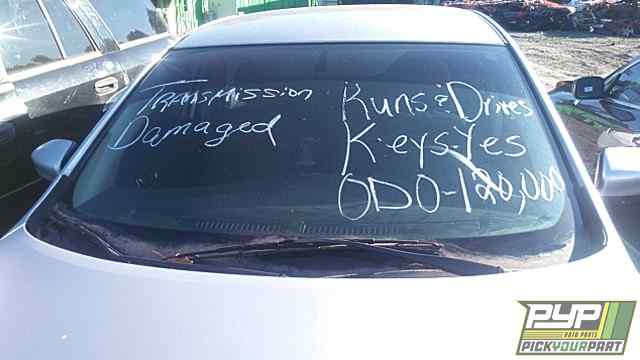 Transmission
Damaged
Runs & Drives
Keys-Yes
ODO-120,000
PYP
AUTO PARTS
PICKYOURPART